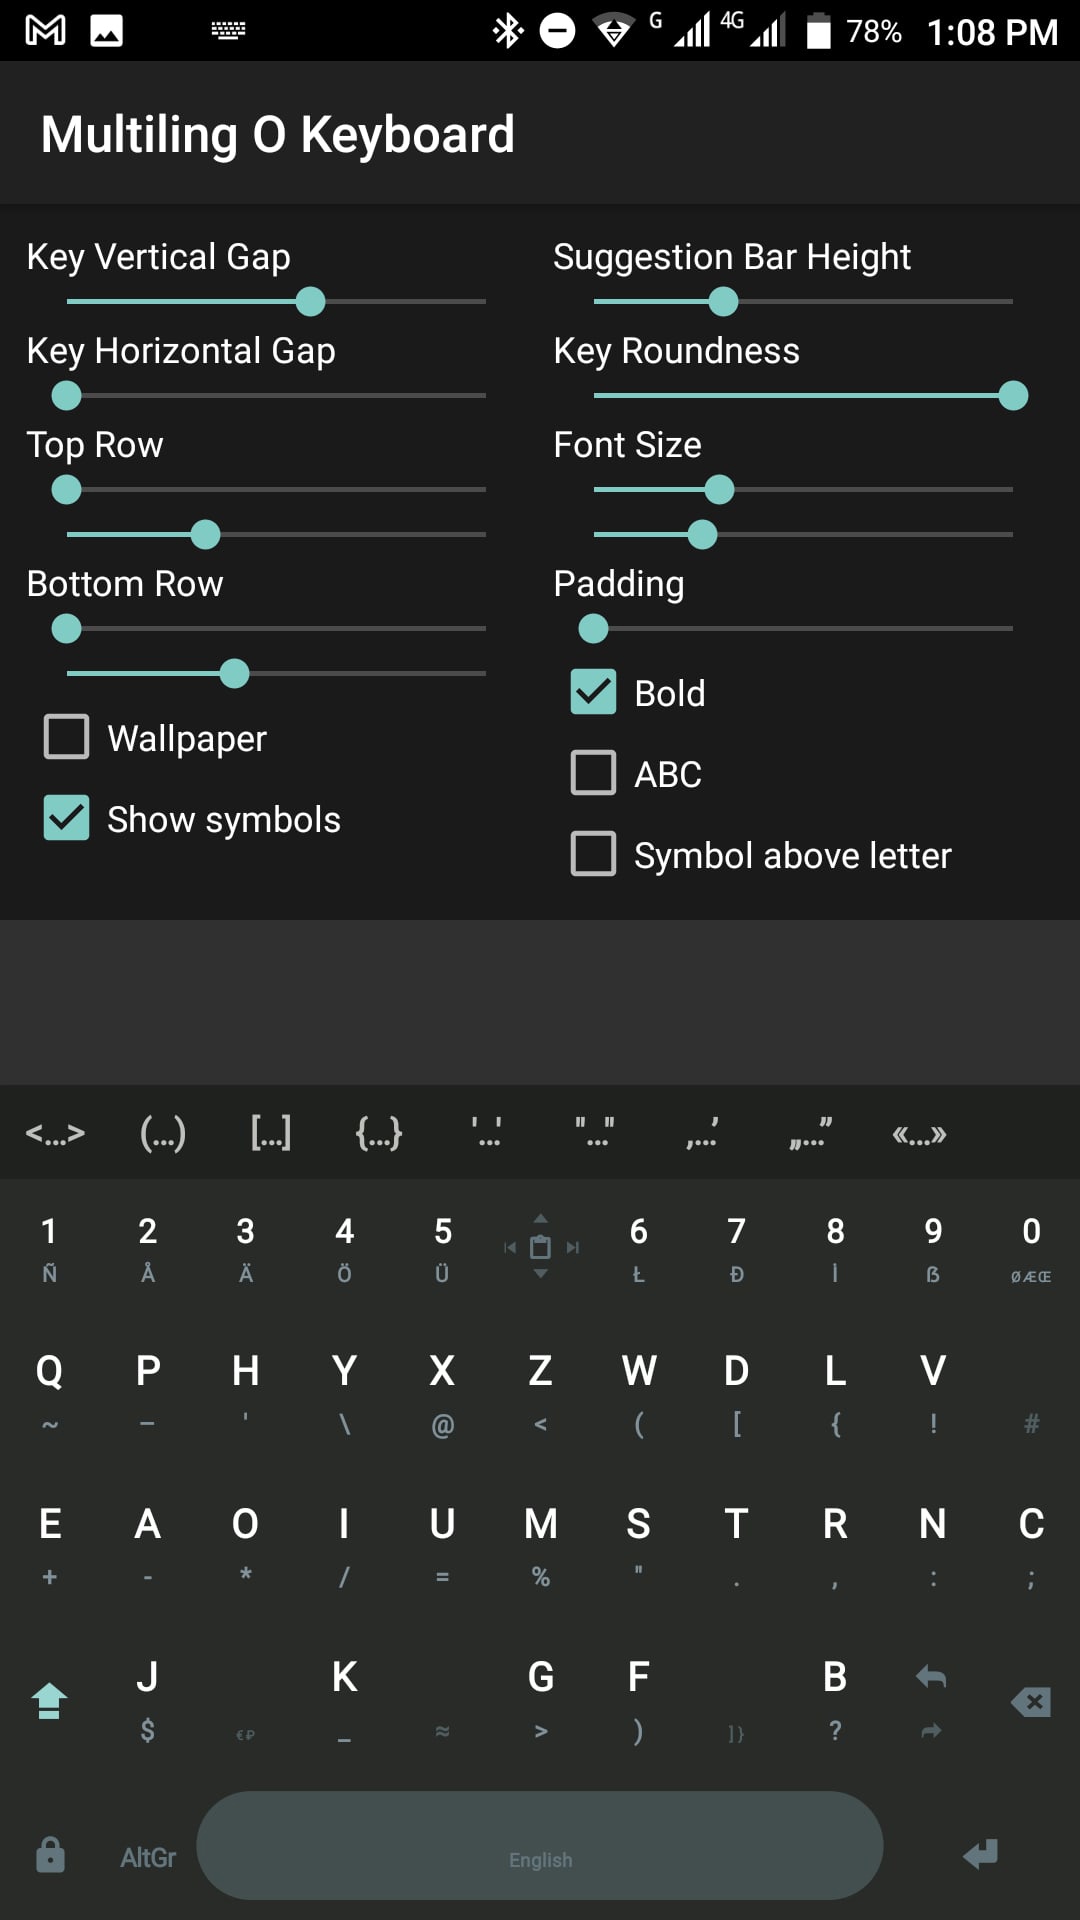 G 4G 78% 1:08 PM
Multiling O Keyboard
Key Vertical Gap
Suggestion Bar Height
Key Horizontal Gap
Key Roundness
Top Row
Font Size
Bottom Row
Padding
Bold
Wallpaper
ABC
Show symbols
Symbol above letter
<...> (...) [...] {...} '...' "..." ‚...’ „...” «...»
1 2 3 4 5 6 7 8 9 0
Ñ Å Ä Ö Ü Ł Đ İ ß ØÆŒ
Q P H Y X Z W D L V
~ – ' \ @ < ( [ { ! #
E A O I U M S T R N C
+ - * / = % " . , : ;
J K G F B
$ €₽ _ ≈ > ) ]} ?
AltGr English